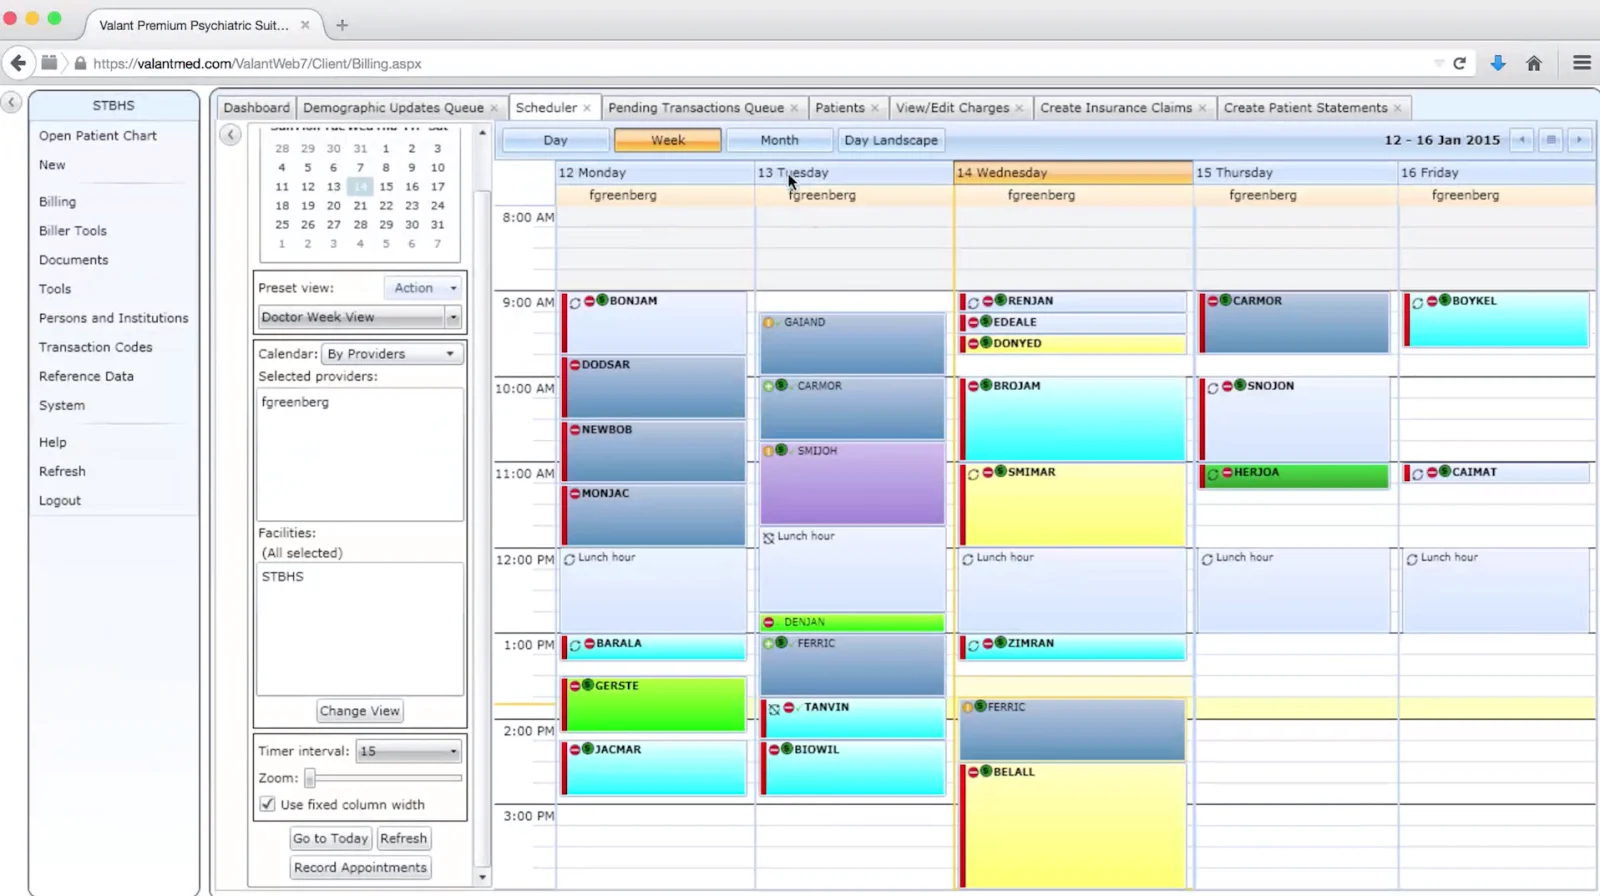 Valant Premium Psychiatric Suit...
https://valantmed.com/ValantWeb7/Client/Billing.aspx
STBHS
Open Patient Chart
New
Billing
Biller Tools
Documents
Tools
Persons and Institutions
Transaction Codes
Reference Data
System
Help
Refresh
Logout
Dashboard
Demographic Updates Queue
Scheduler
Pending Transactions Queue
Patients
View/Edit Charges
Create Insurance Claims
Create Patient Statements
28 29 30 31 1 2 3
4 5 6 7 8 9 10
11 12 13 14 15 16 17
18 19 20 21 22 23 24
25 26 27 28 29 30 31
1 2 3 4 5 6 7
Preset view: Action
Doctor Week View
Calendar: By Providers
Selected providers:
fgreenberg
Facilities:
(All selected)
STBHS
Change View
Timer interval: 15
Zoom:
Use fixed column width
Go to Today Refresh
Record Appointments
Day Week Month Day Landscape
12 - 16 Jan 2015
12 Monday 13 Tuesday 14 Wednesday 15 Thursday 16 Friday
fgreenberg fgreenberg fgreenberg fgreenberg fgreenberg
8:00 AM
9:00 AM
10:00 AM
11:00 AM
12:00 PM
1:00 PM
2:00 PM
3:00 PM
BONJAM
DODSAR
NEWBOB
MONJAC
Lunch hour
BARALA
GERSTE
JACMAR
GAIAND
CARMOR
SMIJOH
Lunch hour
DENJAN
FERRIC
TANVIN
BIOWIL
RENJAN
EDEALE
DONYED
BROJAM
SMIMAR
Lunch hour
ZIMRAN
FERRIC
BELALL
CARMOR
SNOJON
HERJOA
Lunch hour
BOYKEL
CAIMAT
Lunch hour